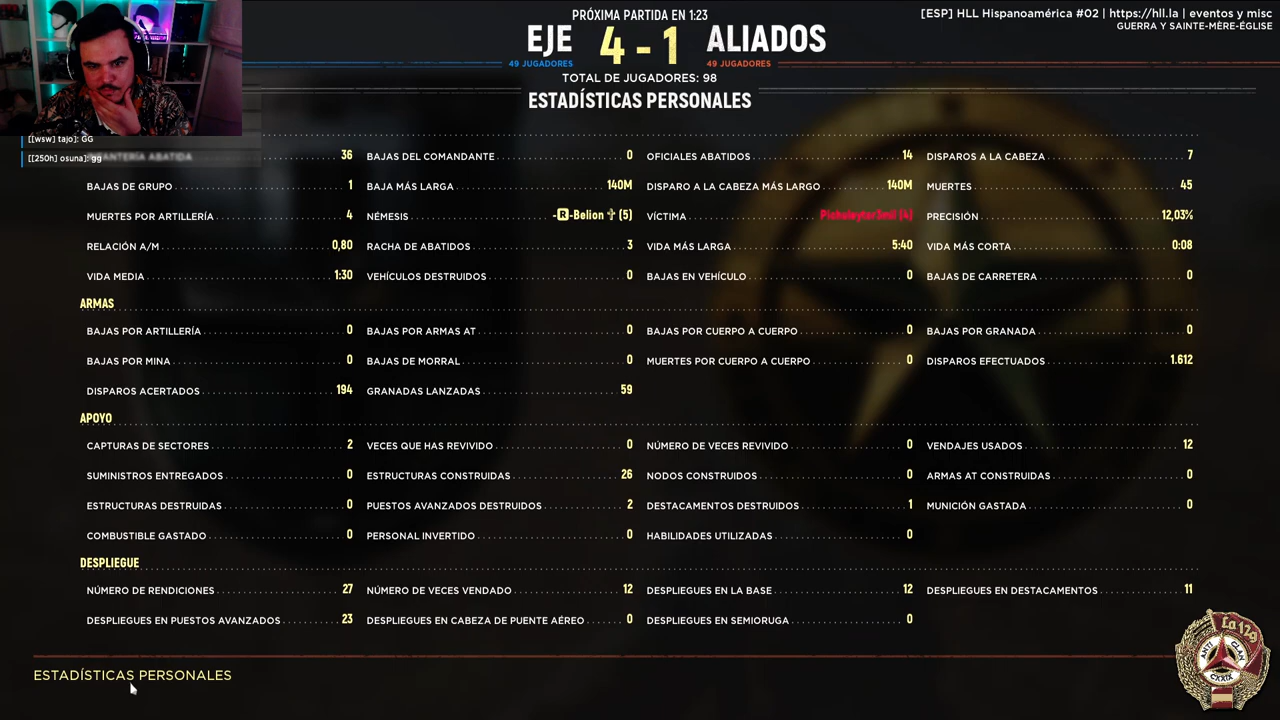 PRÓXIMA PARTIDA EN 1:23
EJE 4 - 1 ALIADOS
49 JUGADORES 49 JUGADORES
TOTAL DE JUGADORES: 98
[ESP] HLL Hispanoamérica #02 | https://hll.la | eventos y misc
GUERRA Y SAINTE-MÈRE-ÉGLISE
ESTADÍSTICAS PERSONALES
[[wsw] tajo]: GG
[[250h] osuna]: gg
INFANTERÍA ABATIDA 36 BAJAS DEL COMANDANTE 0 OFICIALES ABATIDOS 14 DISPAROS A LA CABEZA 7
BAJAS DE GRUPO 1 BAJA MÁS LARGA 140M DISPARO A LA CABEZA MÁS LARGO 140M MUERTES 45
MUERTES POR ARTILLERÍA 4 NÉMESIS -R-Belion ✝ (5) VÍCTIMA (4) PRECISIÓN 12,03%
RELACIÓN A/M 0,80 RACHA DE ABATIDOS 3 VIDA MÁS LARGA 5:40 VIDA MÁS CORTA 0:08
VIDA MEDIA 1:30 VEHÍCULOS DESTRUIDOS 0 BAJAS EN VEHÍCULO 0 BAJAS DE CARRETERA 0
ARMAS
BAJAS POR ARTILLERÍA 0 BAJAS POR ARMAS AT 0 BAJAS POR CUERPO A CUERPO 0 BAJAS POR GRANADA 0
BAJAS POR MINA 0 BAJAS DE MORRAL 0 MUERTES POR CUERPO A CUERPO 0 DISPAROS EFECTUADOS 1.612
DISPAROS ACERTADOS 194 GRANADAS LANZADAS 59
APOYO
CAPTURAS DE SECTORES 2 VECES QUE HAS REVIVIDO 0 NÚMERO DE VECES REVIVIDO 0 VENDAJES USADOS 12
SUMINISTROS ENTREGADOS 0 ESTRUCTURAS CONSTRUIDAS 26 NODOS CONSTRUIDOS 0 ARMAS AT CONSTRUIDAS 0
ESTRUCTURAS DESTRUIDAS 0 PUESTOS AVANZADOS DESTRUIDOS 2 DESTACAMENTOS DESTRUIDOS 1 MUNICIÓN GASTADA 0
COMBUSTIBLE GASTADO 0 PERSONAL INVERTIDO 0 HABILIDADES UTILIZADAS 0
DESPLIEGUE
NÚMERO DE RENDICIONES 27 NÚMERO DE VECES VENDADO 12 DESPLIEGUES EN LA BASE 12 DESPLIEGUES EN DESTACAMENTOS 11
DESPLIEGUES EN PUESTOS AVANZADOS 23 DESPLIEGUES EN CABEZA DE PUENTE AÉREO 0 DESPLIEGUES EN SEMIORUGA 0
ESTADÍSTICAS PERSONALES
La 129
ANTI CLAN
CXXIX